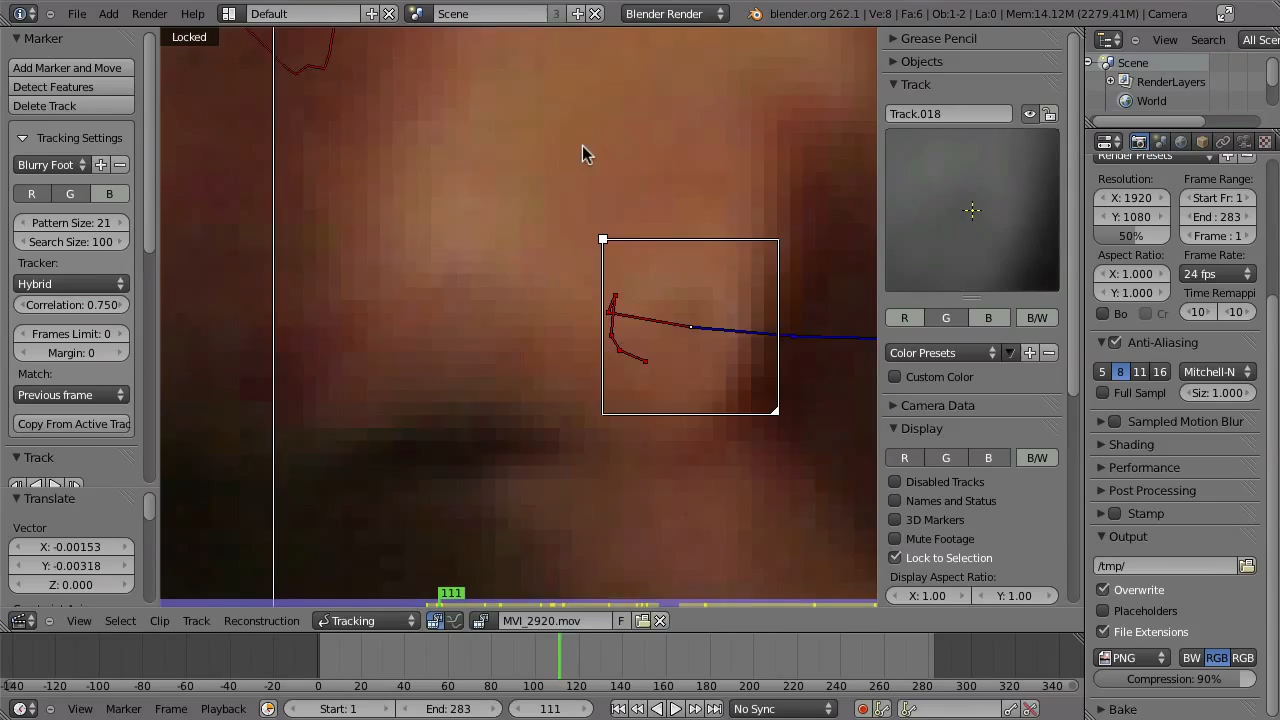 File Add Render Help Default Scene 3 Blender Render blender.org 262.1 | Ve:8 | Fa:6 | Ob:1-2 | La:0 | Mem:14.12M (2279.41M) | Camera
Marker
Add Marker and Move
Detect Features
Delete Track
Tracking Settings
Blurry Foot
R G B
Pattern Size: 21
Search Size: 100
Tracker:
Hybrid
Correlation: 0.750
Frames Limit: 0
Margin: 0
Match:
Previous frame
Copy From Active Trac
Track
Translate
Vector
X: -0.00153
Y: -0.00318
Z: 0.000
Locked
111
Grease Pencil
Objects
Track
Track.018
R G B B/W
Color Presets
Custom Color
Camera Data
Display
R G B B/W
Disabled Tracks
Names and Status
3D Markers
Mute Footage
Lock to Selection
Display Aspect Ratio:
X: 1.00 Y: 1.00
View Search All Scen
Scene
RenderLayers
World
Render Presets
Resolution: Frame Range:
X: 1920 Start Fr: 1
Y: 1080 End : 283
50% Frame : 1
Aspect Ratio: Frame Rate:
X: 1.000 24 fps
Y: 1.000 Time Remappi
Bo Cr 10 10
Anti-Aliasing
5 8 11 16 Mitchell-N
Full Sampl Siz: 1.000
Sampled Motion Blur
Shading
Performance
Post Processing
Stamp
Output
/tmp/
Overwrite
Placeholders
File Extensions
PNG BW RGB RGB
Compression: 90%
Bake
View Select Clip Track Reconstruction Tracking MVI_2920.mov F
-140 -120 -100 -80 -60 -40 -20 0 20 40 60 80 100 120 140 160 180 200 220 240 260 280 300 320 340
View Marker Frame Playback Start: 1 End: 283 111 No Sync